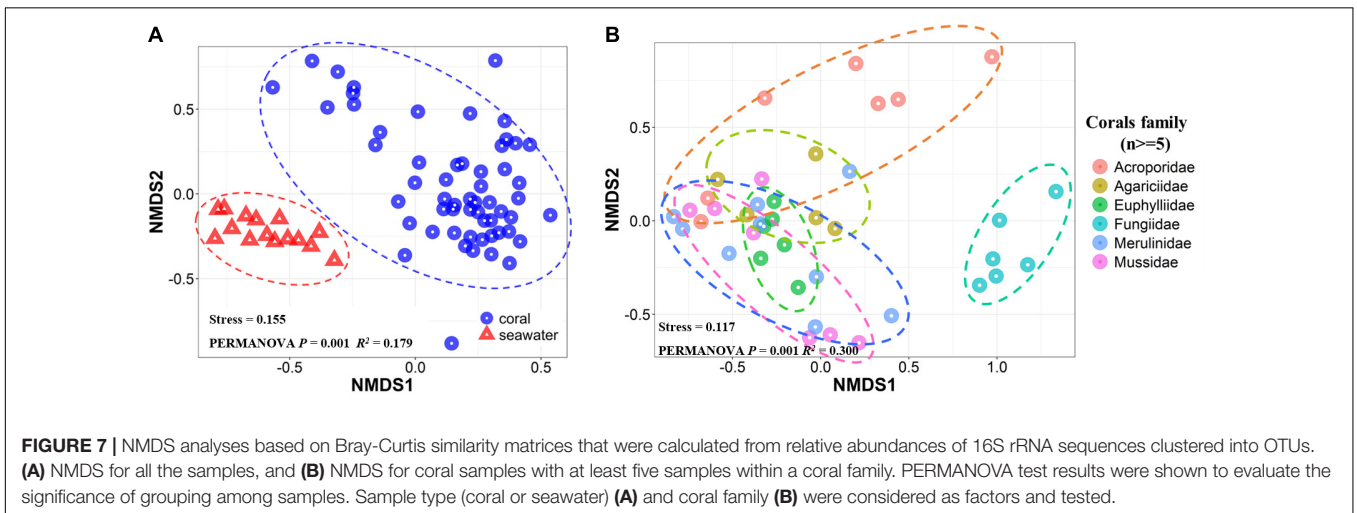 A
NMDS2
0.5
0.0
-0.5
-0.5
0.0
0.5
NMDS1
Stress = 0.155
PERMANOVA P = 0.001 R² = 0.179
coral
seawater
B
NMDS2
0.5
0.0
-0.5
-0.5
0.0
0.5
1.0
NMDS1
Stress = 0.117
PERMANOVA P = 0.001 R² = 0.300
Corals family
(n>=5)
Acroporidae
Agariciidae
Euphylliidae
Fungiidae
Merulinidae
Mussidae
FIGURE 7 | NMDS analyses based on Bray-Curtis similarity matrices that were calculated from relative abundances of 16S rRNA sequences clustered into OTUs.
(A) NMDS for all the samples, and (B) NMDS for coral samples with at least five samples within a coral family. PERMANOVA test results were shown to evaluate the
significance of grouping among samples. Sample type (coral or seawater) (A) and coral family (B) were considered as factors and tested.